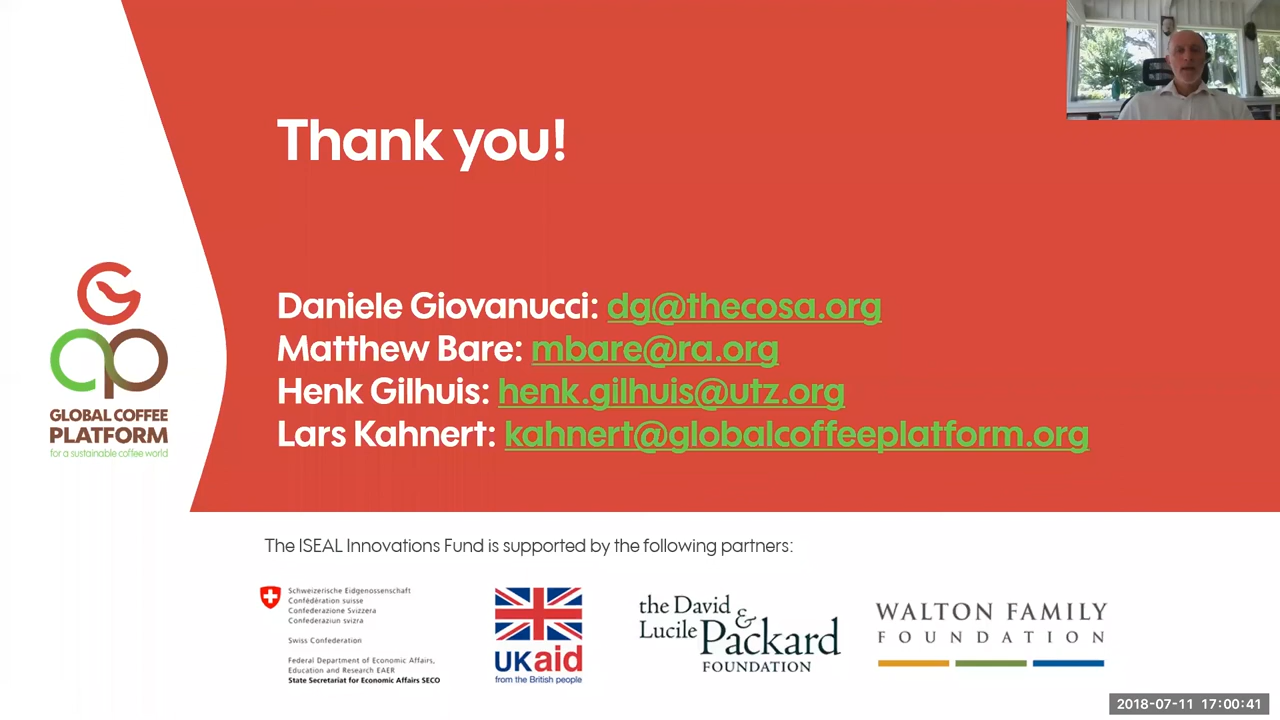 Thank you!
Daniele Giovanucci: dg@thecosa.org
Matthew Bare: mbare@ra.org
Henk Gilhuis: henk.gilhuis@utz.org
Lars Kahnert: kahnert@globalcoffeeplatform.org
GLOBAL COFFEE
PLATFORM
for a sustainable coffee world
The ISEAL Innovations Fund is supported by the following partners:
Schweizerische Eidgenossenschaft
Confédération suisse
Confederazione Svizzera
Confederaziun svizra
Swiss Confederation
Federal Department of Economic Affairs,
Education and Research EAER
State Secretariat for Economic Affairs SECO
UKaid
from the British people
the David &
Lucile Packard
FOUNDATION
WALTON FAMILY
FOUNDATION
2018-07-11 17:00:41